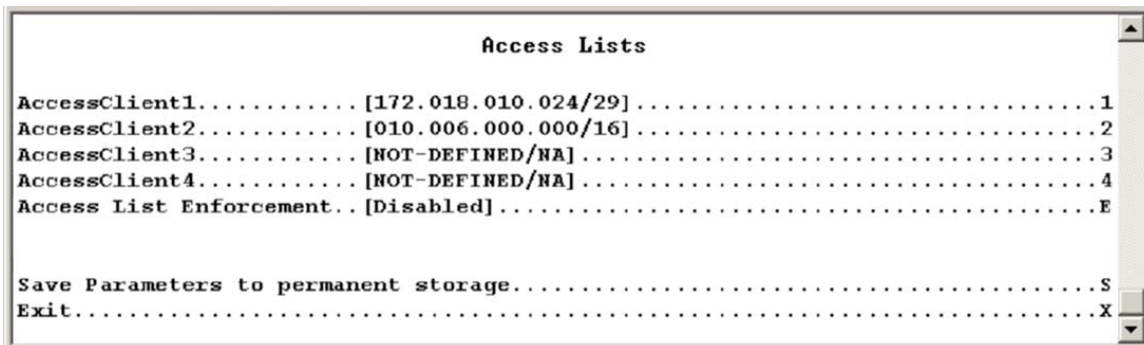 Access Lists
AccessClient1............[172.018.010.024/29]..................................1
AccessClient2............[010.006.000.000/16]..................................2
AccessClient3............[NOT-DEFINED/NA]......................................3
AccessClient4............[NOT-DEFINED/NA]......................................4
Access List Enforcement..[Disabled]............................................E
Save Parameters to permanent storage...........................................S
Exit...........................................................................X